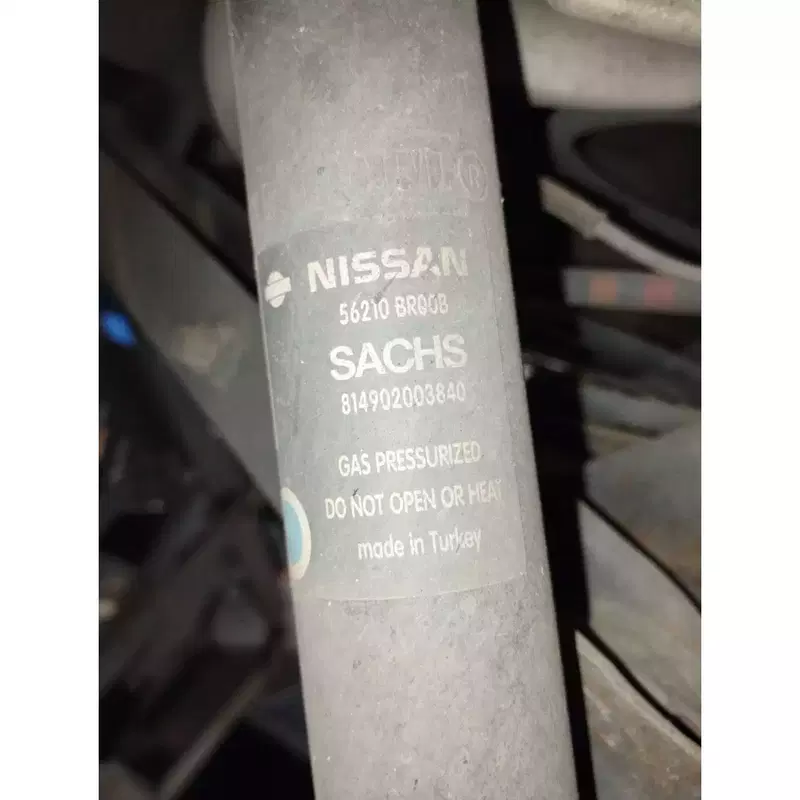 NISSAN
56210 BR00B
SACHS
814902003840
GAS PRESSURIZED
DO NOT OPEN OR HEAT
made in Turkey